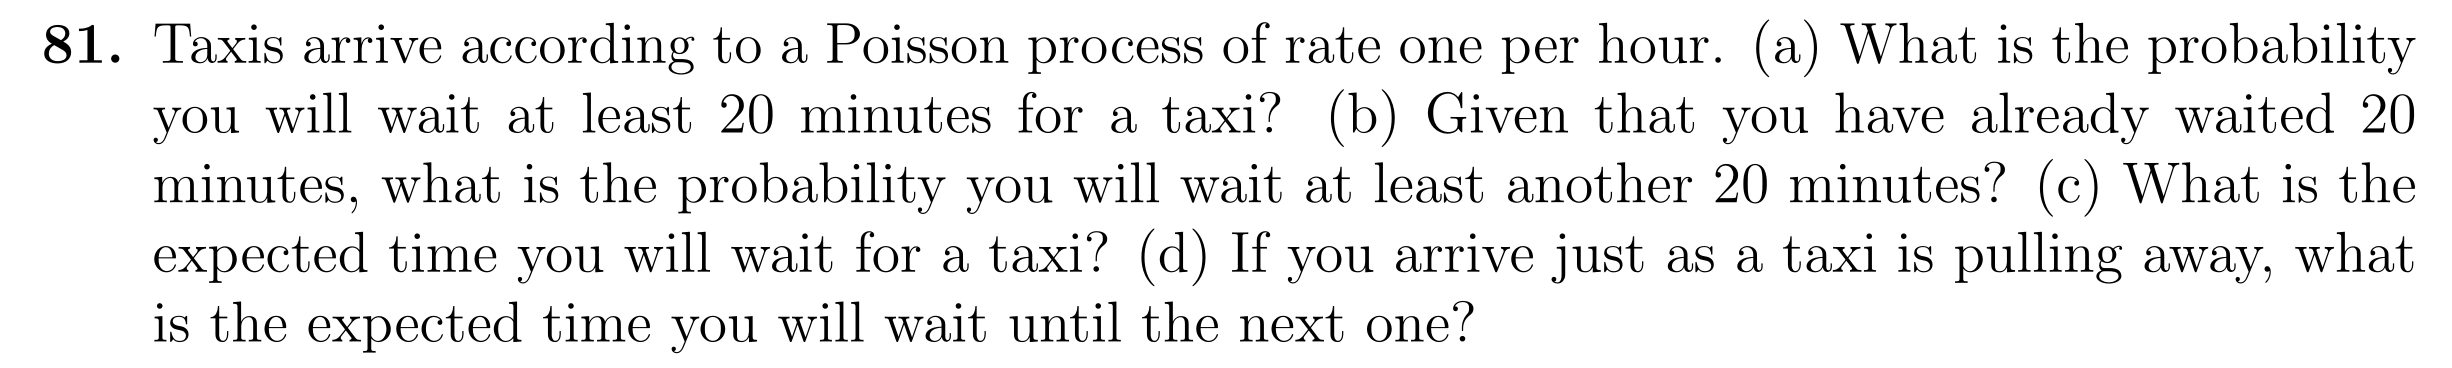 81. Taxis arrive according to a Poisson process of rate one per hour. (a) What is the probability
you will wait at least 20 minutes for a taxi? (b) Given that you have already waited 20
minutes, what is the probability you will wait at least another 20 minutes? (c) What is the
expected time you will wait for a taxi? (d) If you arrive just as a taxi is pulling away, what
is the expected time you will wait until the next one?